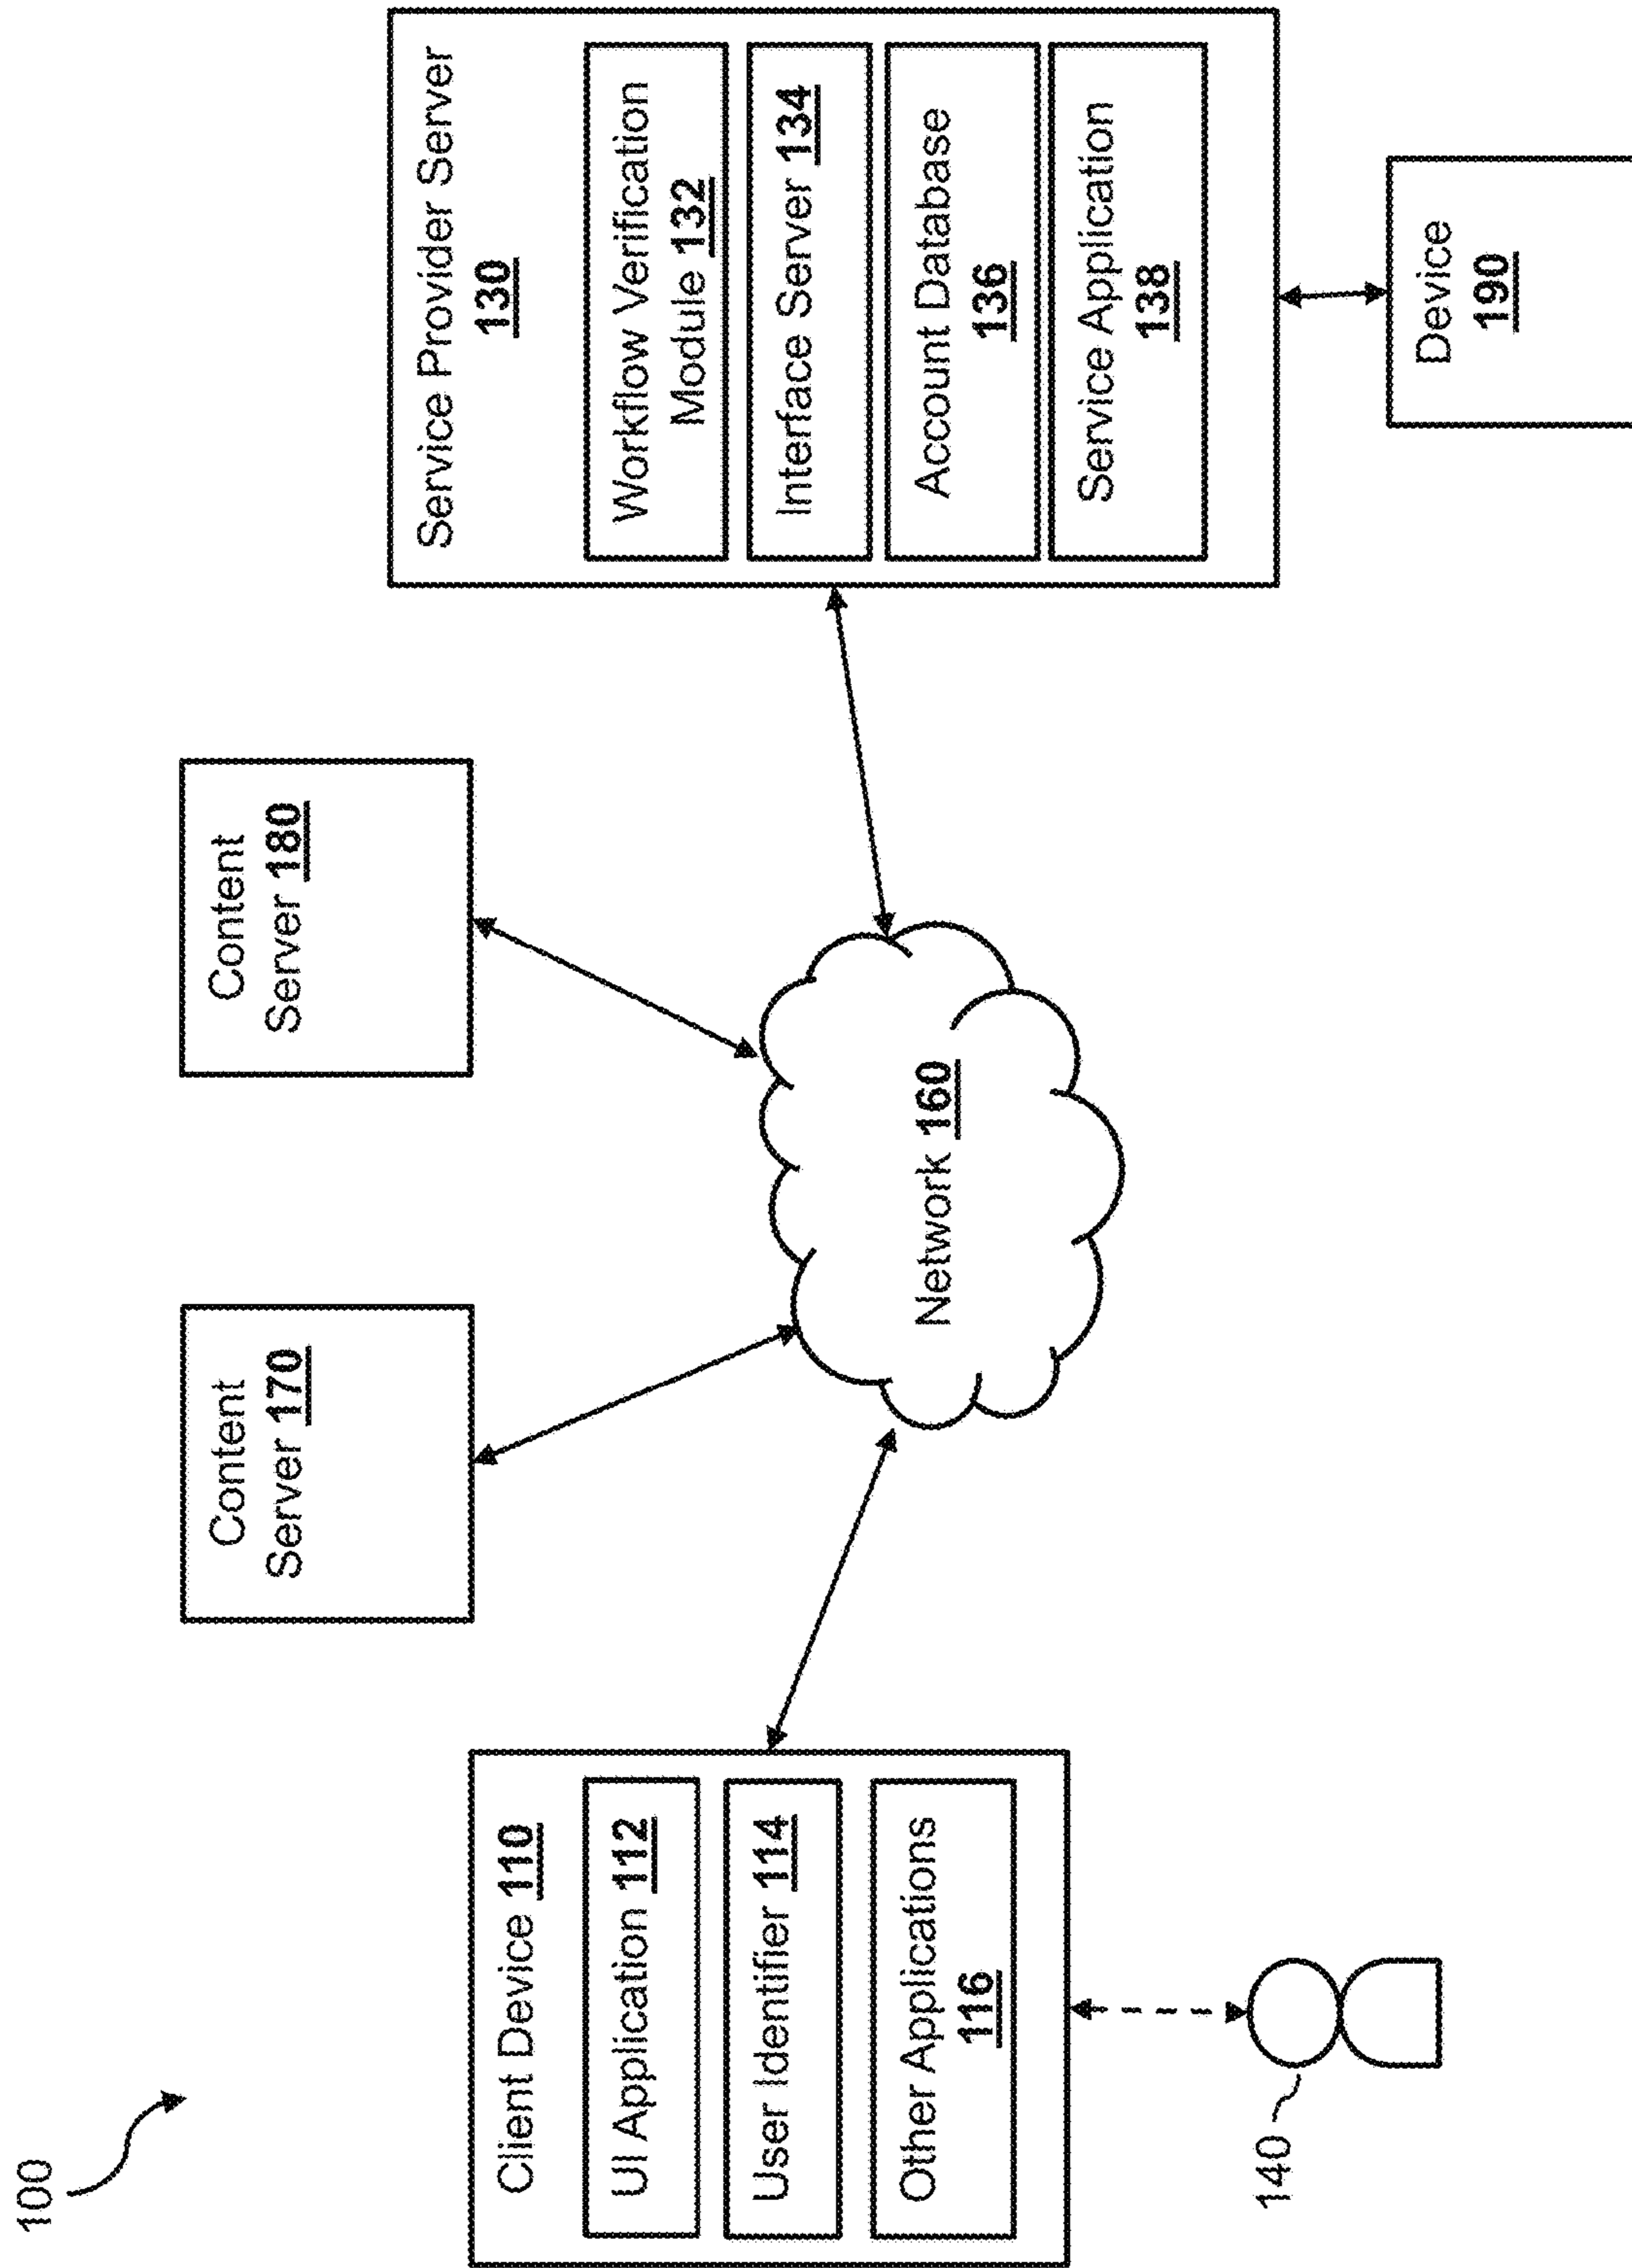 100
Content
Server 170
Content
Server 180
Service Provider Server
130
Workflow Verification
Module 132
Interface Server 134
Account Database
136
Service Application
138
Client Device 110
UI Application 112
User Identifier 114
Other Applications
116
Network 160
Device
190
140